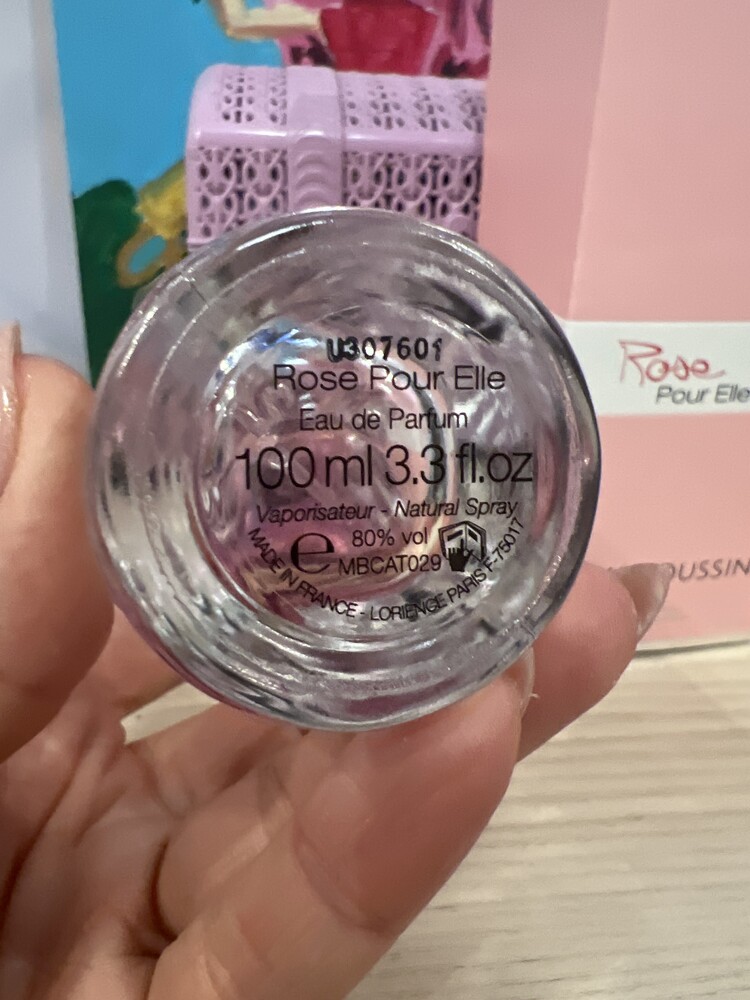 U307601
Rose Pour Elle
Eau de Parfum
100 ml 3.3 fl.oz
Vaporisateur - Natural Spray
e 80% vol
MBCAT029
MADE IN FRANCE - LORIENCE PARIS F-75017
Rose
Pour Elle